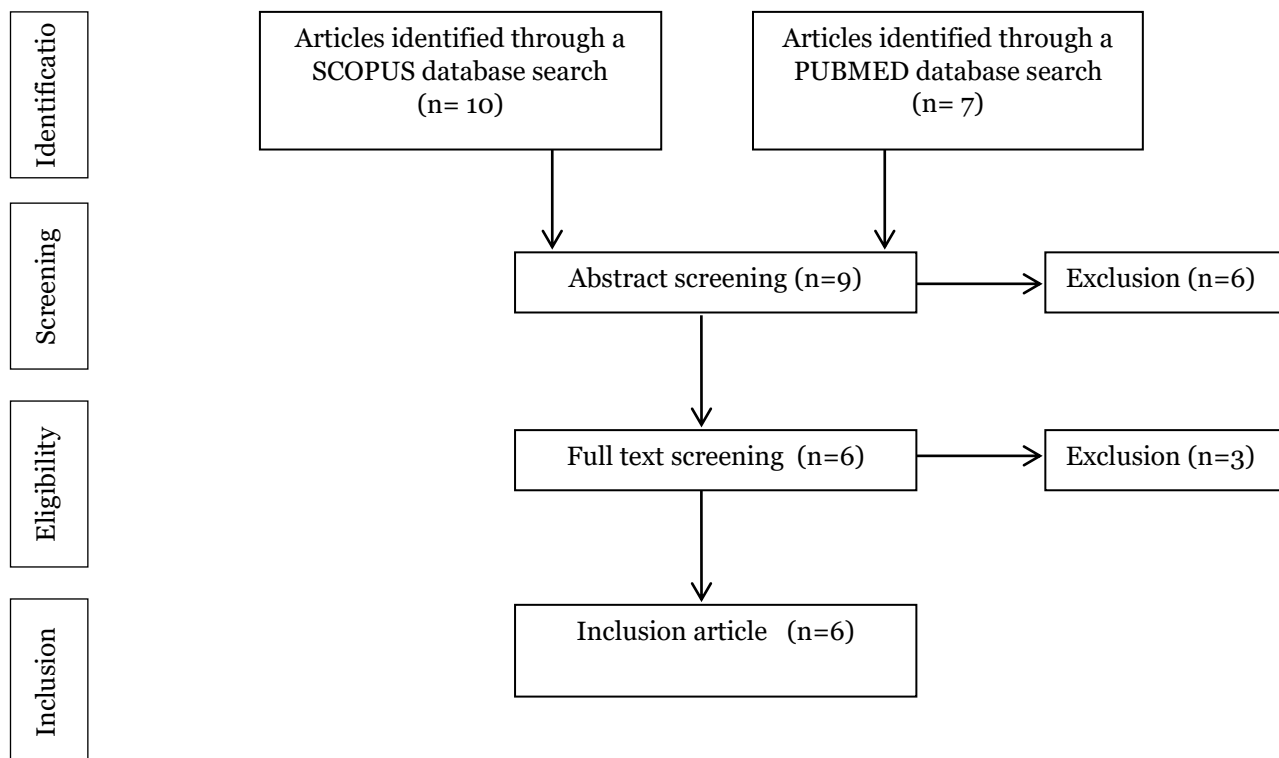 Identificatio
Articles identified through a
SCOPUS database search
(n= 10)
Articles identified through a
PUBMED database search
(n= 7)
Screening
Abstract screening (n=9)
Exclusion (n=6)
Eligibility
Full text screening (n=6)
Exclusion (n=3)
Inclusion
Inclusion article (n=6)